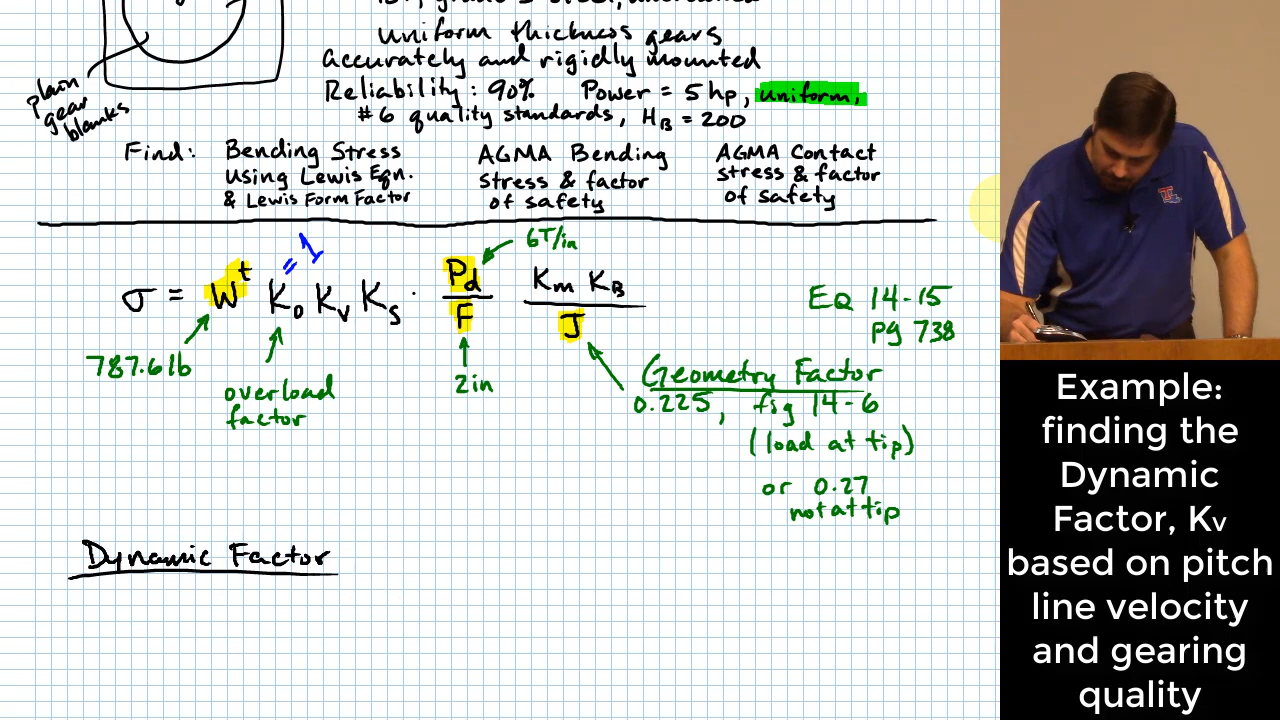 uniform thickness gears
accurately and rigidly mounted
Reliability : 90% Power = 5 hp, uniform,
#6 quality standards, HB = 200
plain
gear
blanks
Find: Bending Stress
using Lewis Eqn.
& Lewis Form Factor
AGMA Bending
stress & factor
of safety
AGMA Contact
stress & factor
of safety
= 1
6T/in
σ = Wt Ko Kv Ks · Pd/F Km KB/J
EQ 14-15
pg 738
787.6 lb
overload
factor
2in
Geometry Factor
0.225, fig 14-6
(load at tip)
or 0.27
not at tip
Dynamic Factor
Example:
finding the
Dynamic
Factor, Kv
based on pitch
line velocity
and gearing
quality